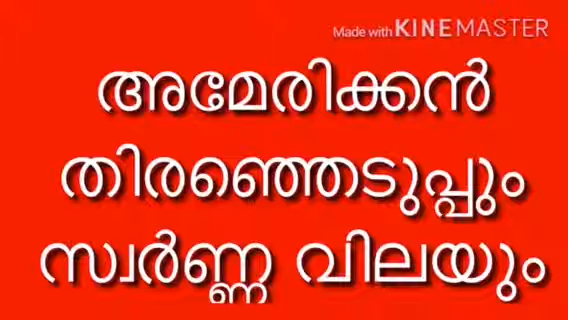 Made with KINEMASTER
അമേരിക്കൻ
തിരഞ്ഞെടുപ്പും
സ്വർണ്ണ വിലയും